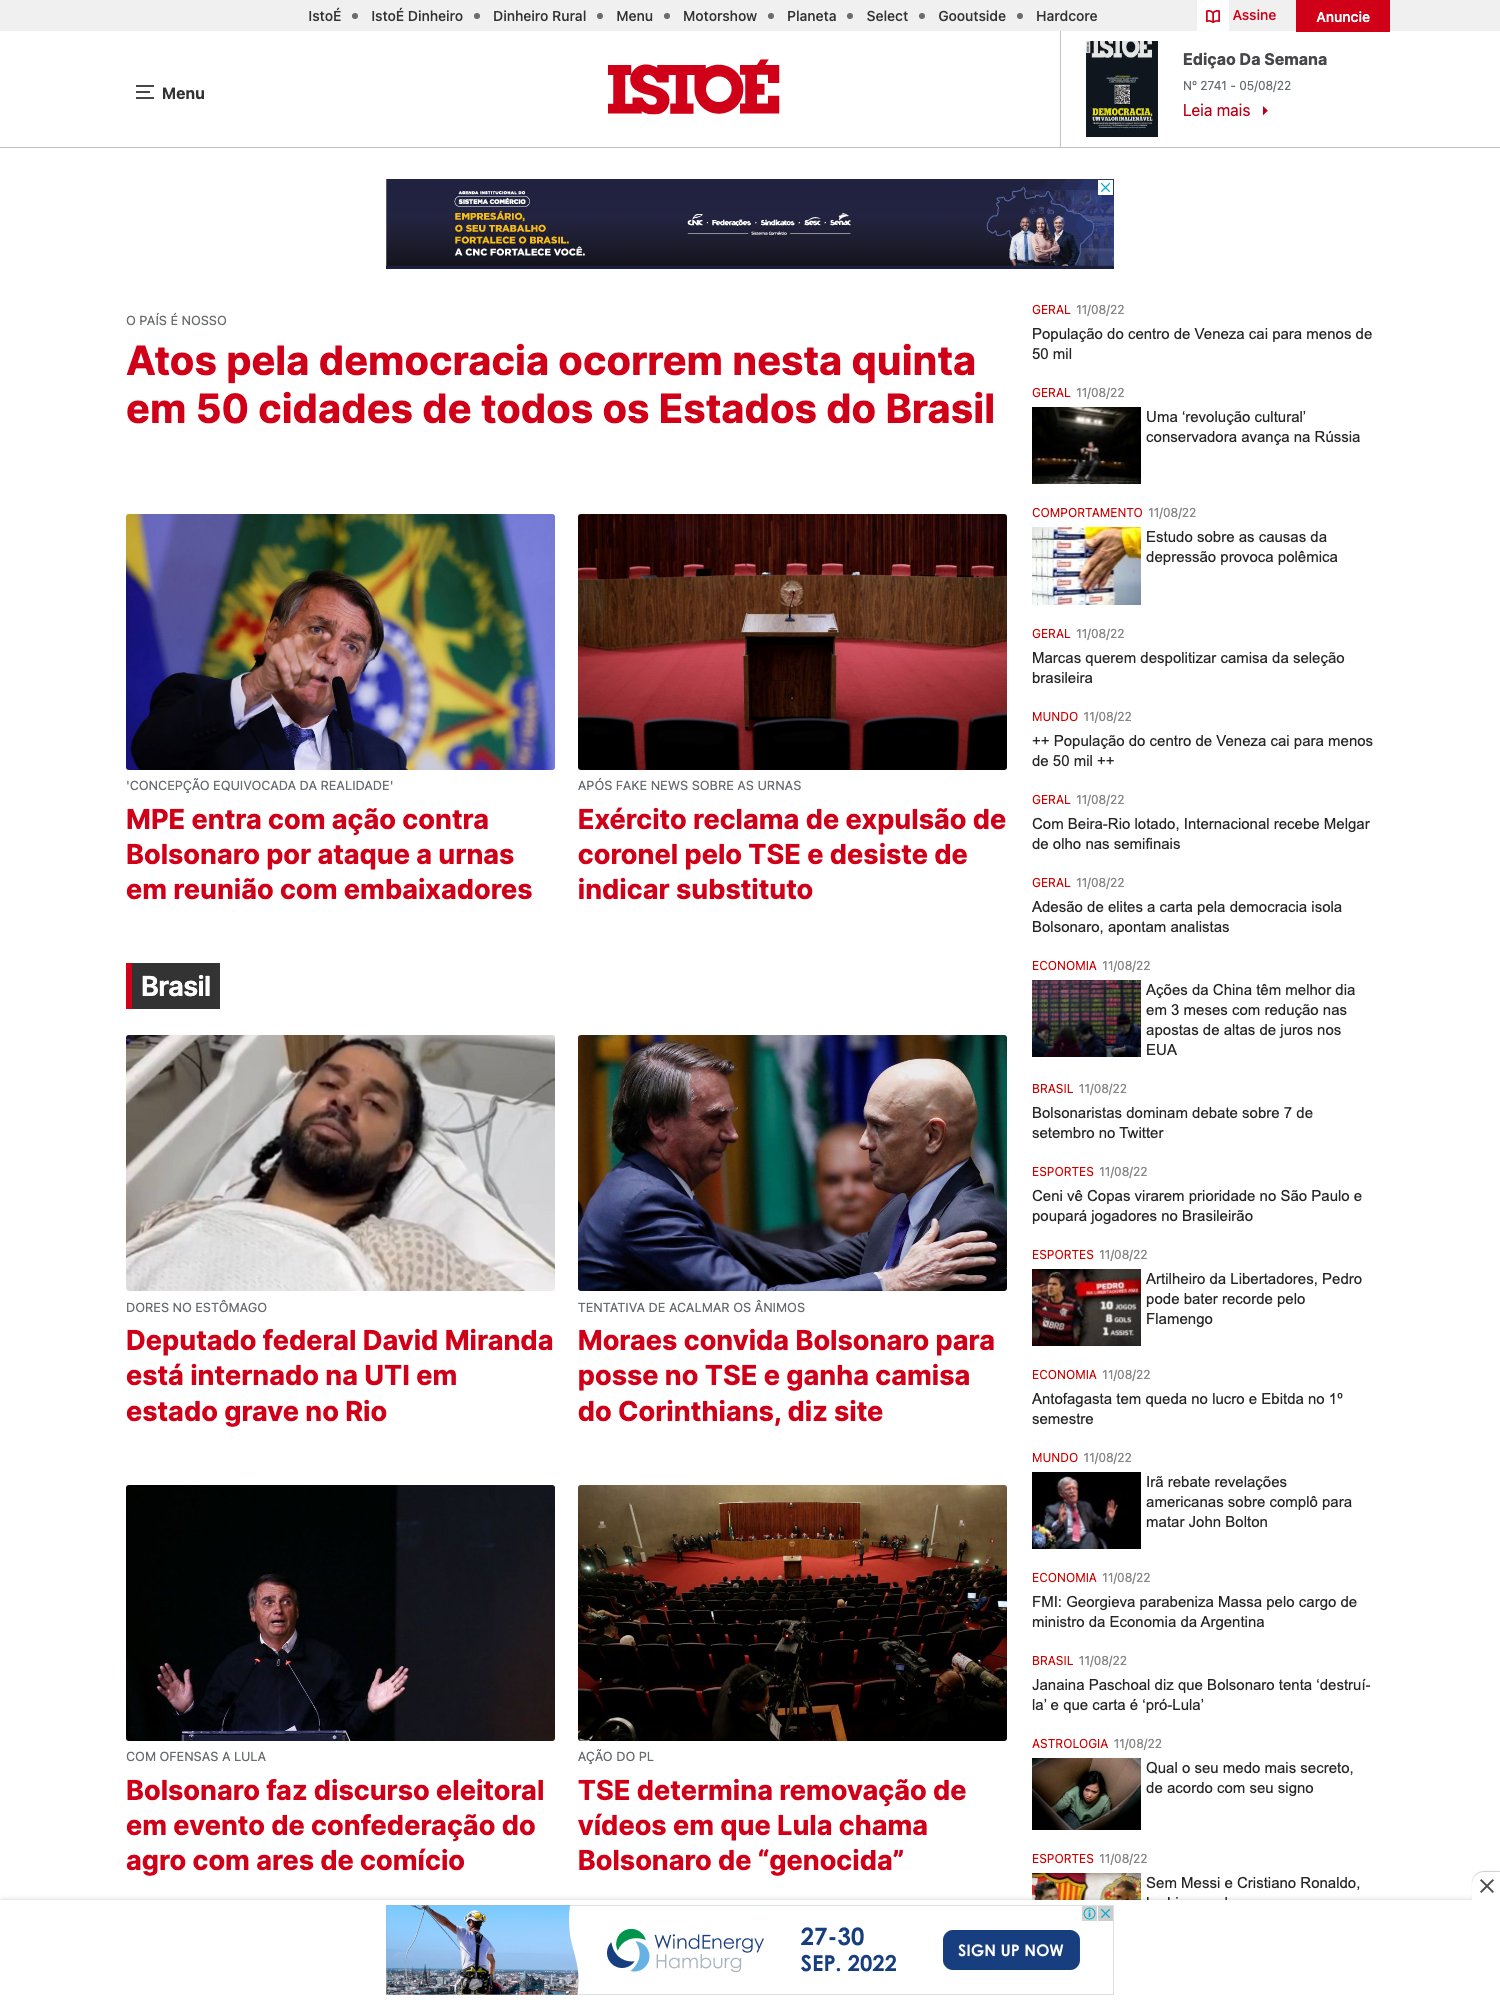 IstoÉ • IstoÉ Dinheiro • Dinheiro Rural • Menu • Motorshow • Planeta • Select • Gooutside • Hardcore
Assine
Anuncie
Menu
ISTOÉ
ISTOÉ
DEMOCRACIA,
UM VALOR INALIENÁVEL
Ediçao Da Semana
Nº 2741 - 05/08/22
Leia mais
AGENDA INSTITUCIONAL DO
SISTEMA COMÉRCIO
EMPRESÁRIO,
O SEU TRABALHO
FORTALECE O BRASIL.
A CNC FORTALECE VOCÊ.
CNC · Federações · Sindicatos · Sesc · Senac
Sistema Comércio
O PAÍS É NOSSO
Atos pela democracia ocorrem nesta quinta
em 50 cidades de todos os Estados do Brasil
'CONCEPÇÃO EQUIVOCADA DA REALIDADE'
MPE entra com ação contra
Bolsonaro por ataque a urnas
em reunião com embaixadores
APÓS FAKE NEWS SOBRE AS URNAS
Exército reclama de expulsão de
coronel pelo TSE e desiste de
indicar substituto
Brasil
DORES NO ESTÔMAGO
Deputado federal David Miranda
está internado na UTI em
estado grave no Rio
TENTATIVA DE ACALMAR OS ÂNIMOS
Moraes convida Bolsonaro para
posse no TSE e ganha camisa
do Corinthians, diz site
COM OFENSAS A LULA
Bolsonaro faz discurso eleitoral
em evento de confederação do
agro com ares de comício
AÇÃO DO PL
TSE determina removação de
vídeos em que Lula chama
Bolsonaro de “genocida”
GERAL 11/08/22
População do centro de Veneza cai para menos de
50 mil
GERAL 11/08/22
Uma ‘revolução cultural’
conservadora avança na Rússia
COMPORTAMENTO 11/08/22
Estudo sobre as causas da
depressão provoca polêmica
GERAL 11/08/22
Marcas querem despolitizar camisa da seleção
brasileira
MUNDO 11/08/22
++ População do centro de Veneza cai para menos
de 50 mil ++
GERAL 11/08/22
Com Beira-Rio lotado, Internacional recebe Melgar
de olho nas semifinais
GERAL 11/08/22
Adesão de elites a carta pela democracia isola
Bolsonaro, apontam analistas
ECONOMIA 11/08/22
Ações da China têm melhor dia
em 3 meses com redução nas
apostas de altas de juros nos
EUA
BRASIL 11/08/22
Bolsonaristas dominam debate sobre 7 de
setembro no Twitter
ESPORTES 11/08/22
Ceni vê Copas virarem prioridade no São Paulo e
poupará jogadores no Brasileirão
ESPORTES 11/08/22
PEDRO
10 JOGOS
8 GOLS
1 ASSIST.
BRB
Artilheiro da Libertadores, Pedro
pode bater recorde pelo
Flamengo
ECONOMIA 11/08/22
Antofagasta tem queda no lucro e Ebitda no 1º
semestre
MUNDO 11/08/22
Irã rebate revelações
americanas sobre complô para
matar John Bolton
ECONOMIA 11/08/22
FMI: Georgieva parabeniza Massa pelo cargo de
ministro da Economia da Argentina
BRASIL 11/08/22
Janaina Paschoal diz que Bolsonaro tenta ‘destruí-
la’ e que carta é ‘pró-Lula’
ASTROLOGIA 11/08/22
Qual o seu medo mais secreto,
de acordo com seu signo
ESPORTES 11/08/22
Sem Messi e Cristiano Ronaldo,
WindEnergy
Hamburg
27-30
SEP. 2022
SIGN UP NOW